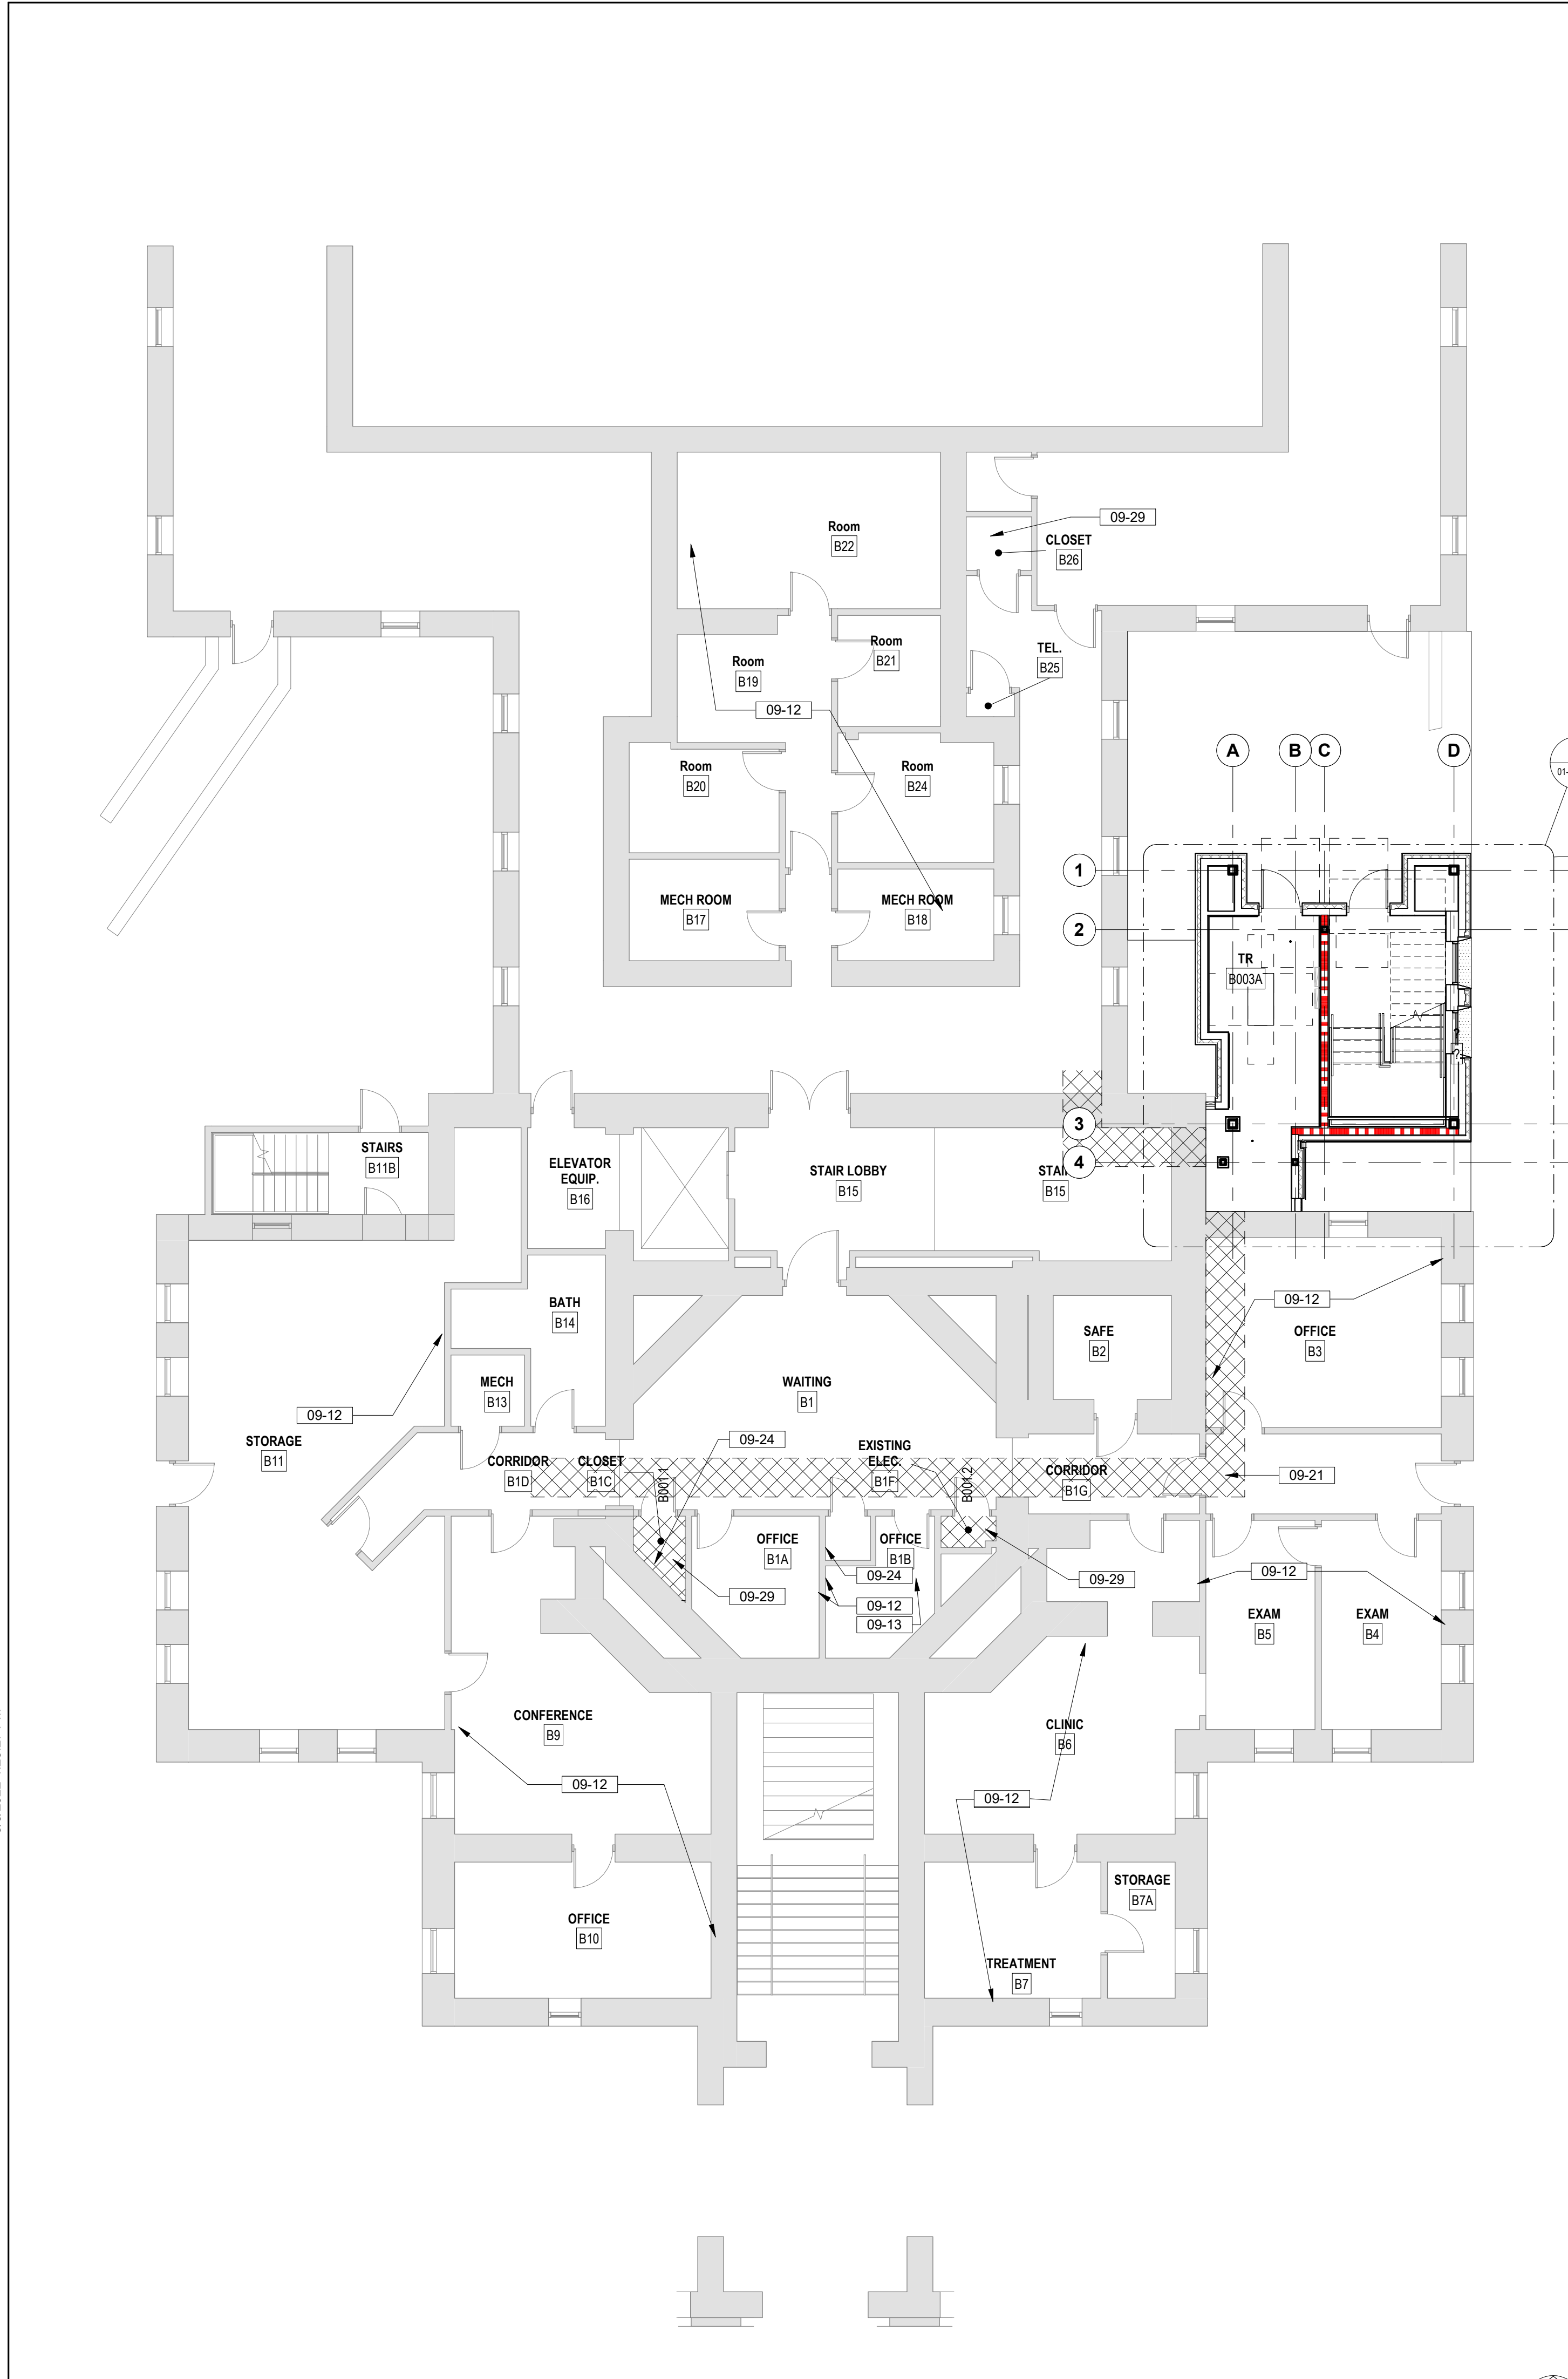 09-29
Room
B22
CLOSET
B26
Room
B21
Room
B19
TEL.
B25
09-12
Room
B20
Room
B24
A
B
C
D
01-
1
MECH ROOM
B17
MECH ROOM
B18
2
TR
B003A
3
STAIRS
B11B
ELEVATOR
EQUIP.
B16
STAIR LOBBY
B15
4
STAI
B15
BATH
B14
09-12
SAFE
B2
OFFICE
B3
MECH
B13
WAITING
B1
09-12
STORAGE
B11
09-24
EXISTING
ELEC.
B1F
CORRIDOR
B1D
CLOSET
B1C
B001.1
B001.2
CORRIDOR
B1G
09-21
OFFICE
B1A
OFFICE
B1B
09-24
09-29
09-12
09-13
09-29
09-12
EXAM
B5
EXAM
B4
CONFERENCE
B9
CLINIC
B6
09-12
09-12
STORAGE
B7A
OFFICE
B10
TREATMENT
B7